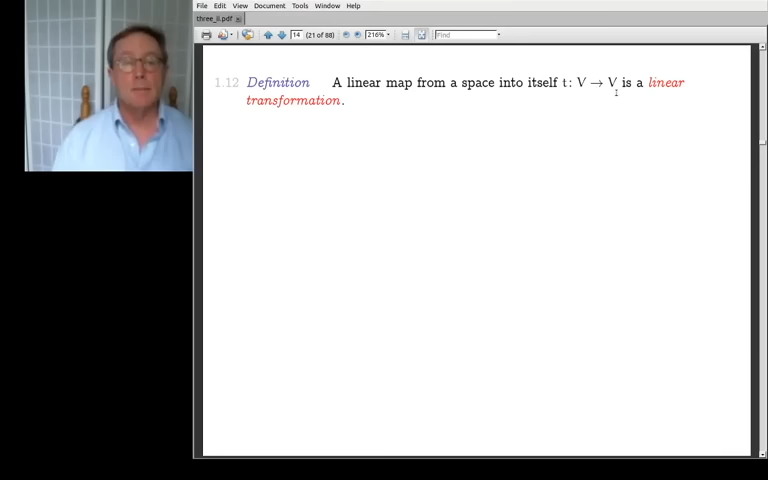 File Edit View Document Tools Window Help
three_ii.pdf
14 (21 of 88) 216% Find
1.12 Definition A linear map from a space into itself t: V → V is a linear
transformation.